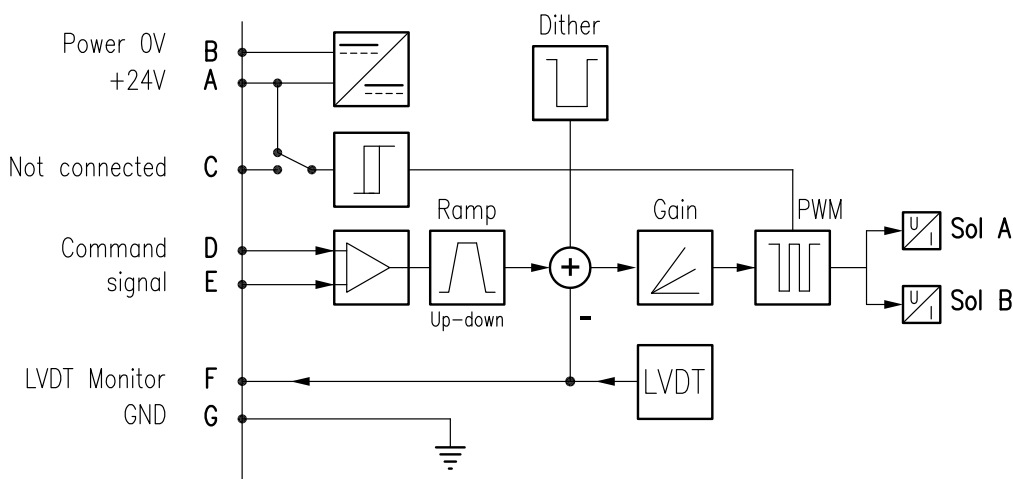 Dither
Power 0V B
+24V A
Not connected C
Ramp Gain PWM
Command D
signal E
Up-down
+
-
U
I
Sol A
U
I
Sol B
LVDT Monitor F
LVDT
GND G